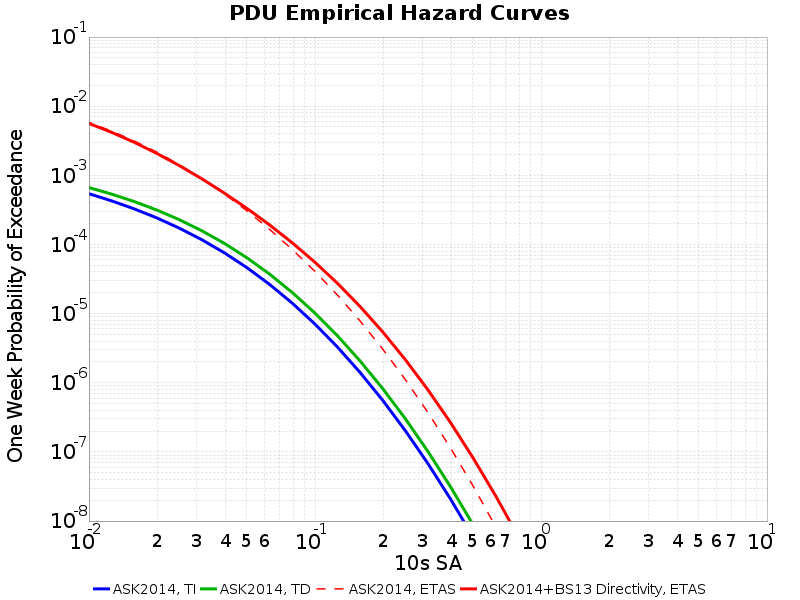 PDU Empirical Hazard Curves
One Week Probability of Exceedance
10^-1
10^-2
10^-3
10^-4
10^-5
10^-6
10^-7
10^-8
10^-2 2 3 4 5 6 10^-1 2 3 4 5 6 7 10^0 2 3 4 5 6 7 10^1
10s SA
ASK2014, TI ASK2014, TD ASK2014, ETAS ASK2014+BS13 Directivity, ETAS